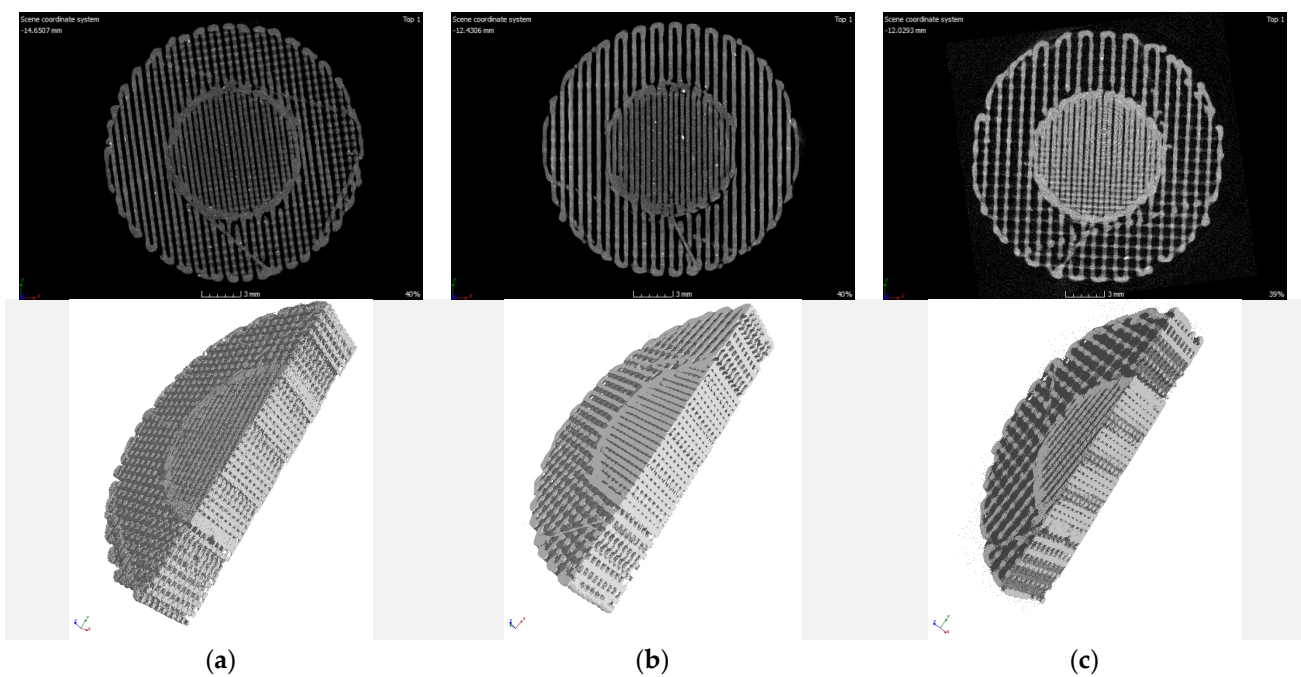 Scene coordinate system
Top 1
-14.6507 mm
3 mm
40%
Scene coordinate system
Top 1
-12.4306 mm
3 mm
40%
Scene coordinate system
Top 1
-12.0293 mm
3 mm
39%
(a)
(b)
(c)